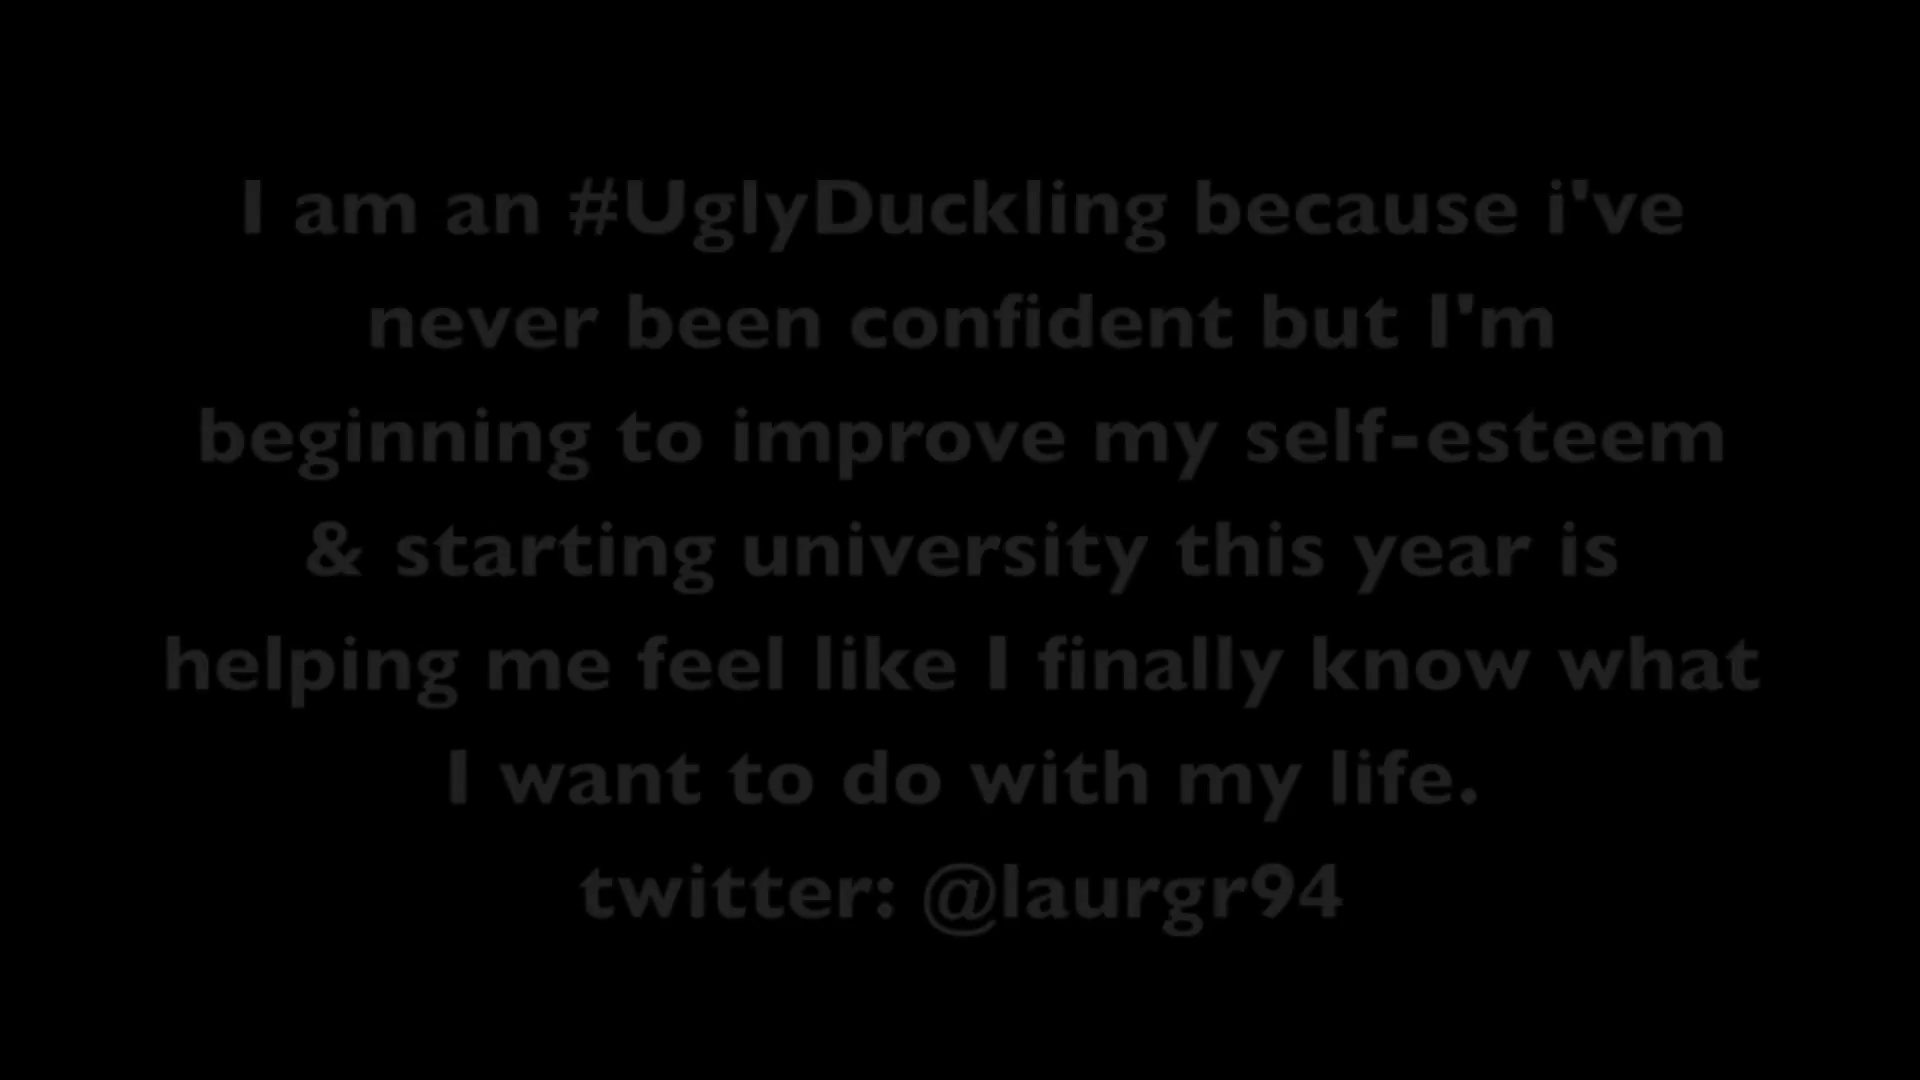 I am an #UglyDuckling because i've
never been confident but I'm
beginning to improve my self-esteem
& starting university this year is
helping me feel like I finally know what
I want to do with my life.
twitter: @laurgr94